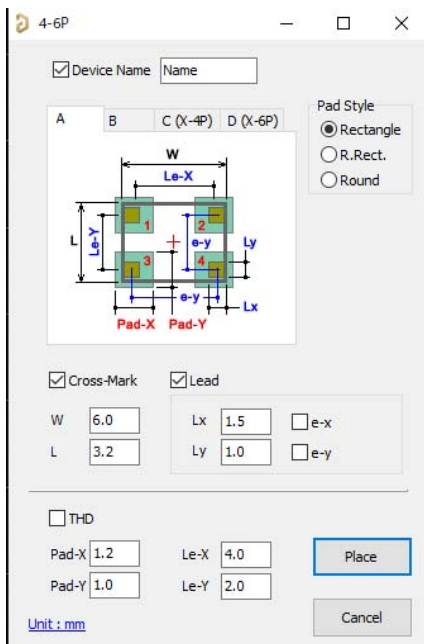 4-6P
Device Name Name
Pad Style
A B C (X-4P) D (X-6P)
Rectangle
R.Rect.
Round
W
Le-X
1 2
L Le-Y e-y Ly
3 4
e-y Lx
Pad-X Pad-Y
Cross-Mark Lead
W 6.0 Lx 1.5 e-x
L 3.2 Ly 1.0 e-y
THD
Pad-X 1.2 Le-X 4.0 Place
Pad-Y 1.0 Le-Y 2.0
Unit : mm Cancel